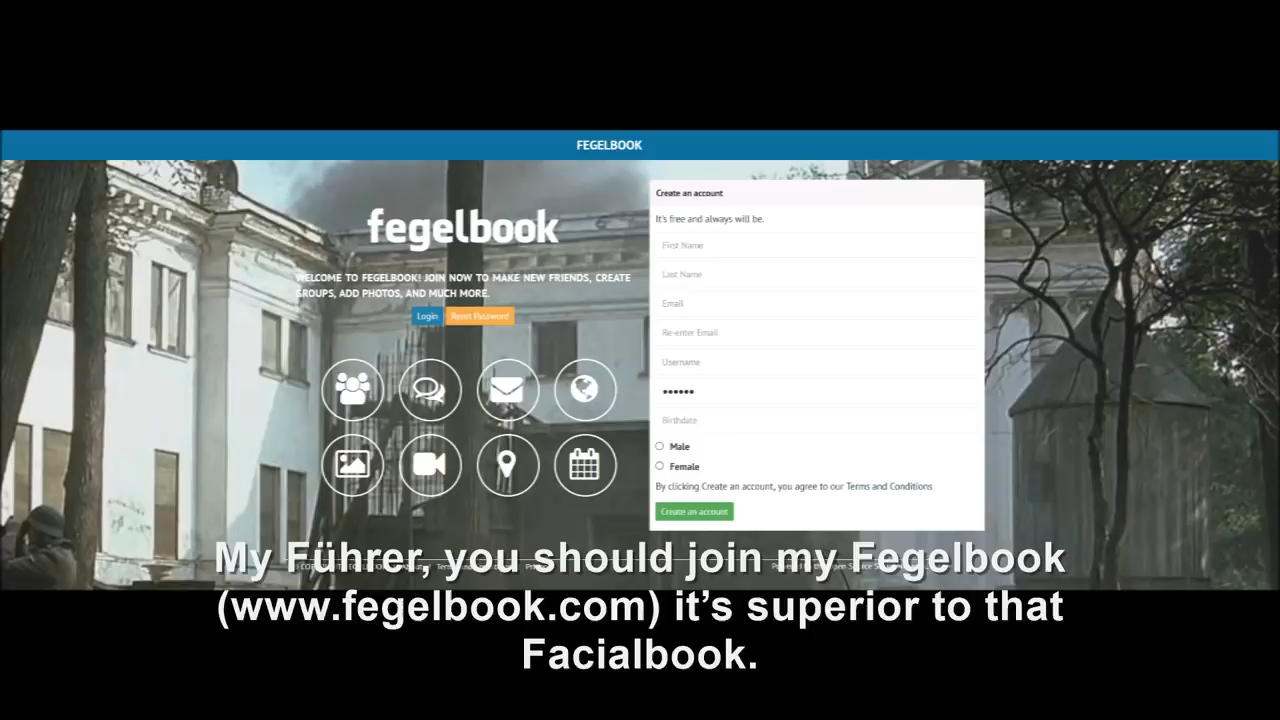 FEGELBOOK
fegelbook
WELCOME TO FEGELBOOK! JOIN NOW TO MAKE NEW FRIENDS, CREATE
GROUPS, ADD PHOTOS, AND MUCH MORE.
Login
Reset Password
Create an account
It's free and always will be.
First Name
Last Name
Email
Re-enter Email
Username
••••••
Birthdate
Male
Female
By clicking Create an account, you agree to our Terms and Conditions
Create an account
My Führer, you should join my Fegelbook
(www.fegelbook.com) it’s superior to that
Facialbook.